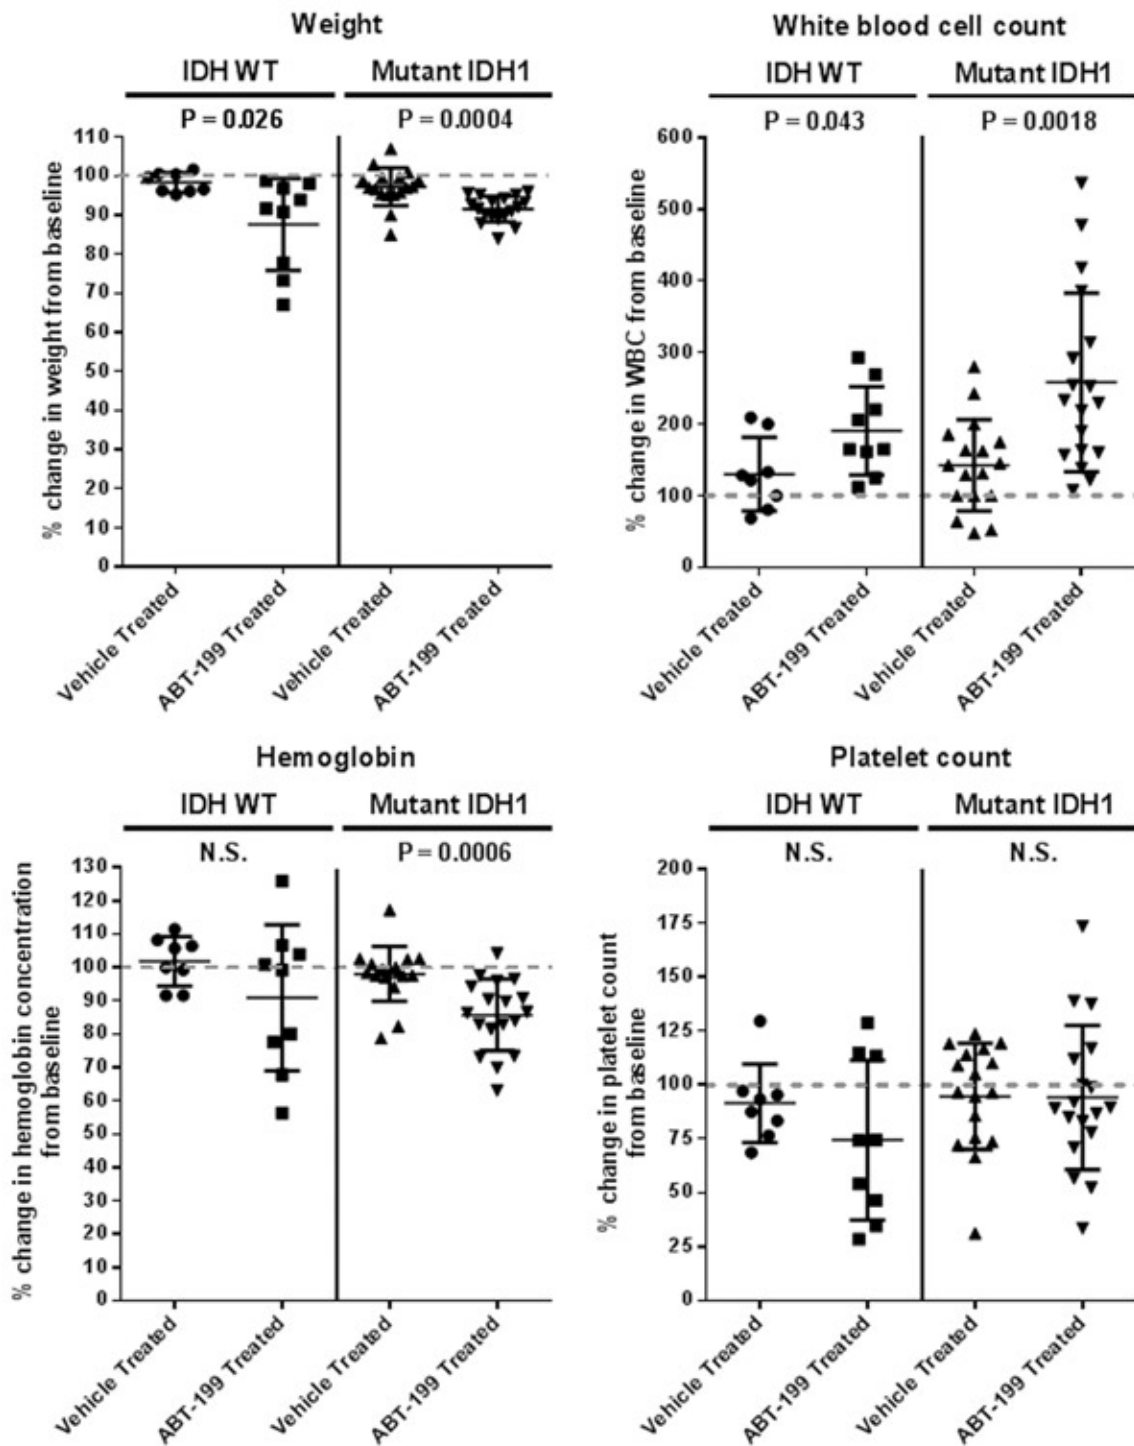 Weight
IDH WT
Mutant IDH1
P = 0.026
P = 0.0004
% change in weight from baseline
110
100
90
80
70
60
50
40
30
20
10
0
Vehicle Treated
ABT-199 Treated
Vehicle Treated
ABT-199 Treated
White blood cell count
IDH WT
Mutant IDH1
P = 0.043
P = 0.0018
% change in WBC from baseline
600
500
400
300
200
100
0
Vehicle Treated
ABT-199 Treated
Vehicle Treated
ABT-199 Treated
Hemoglobin
IDH WT
Mutant IDH1
N.S.
P = 0.0006
% change in hemoglobin concentration
from baseline
130
120
110
100
90
80
70
60
50
40
30
20
10
0
Vehicle Treated
ABT-199 Treated
Vehicle Treated
ABT-199 Treated
Platelet count
IDH WT
Mutant IDH1
N.S.
N.S.
% change in platelet count
from baseline
200
175
150
125
100
75
50
25
0
Vehicle Treated
ABT-199 Treated
Vehicle Treated
ABT-199 Treated